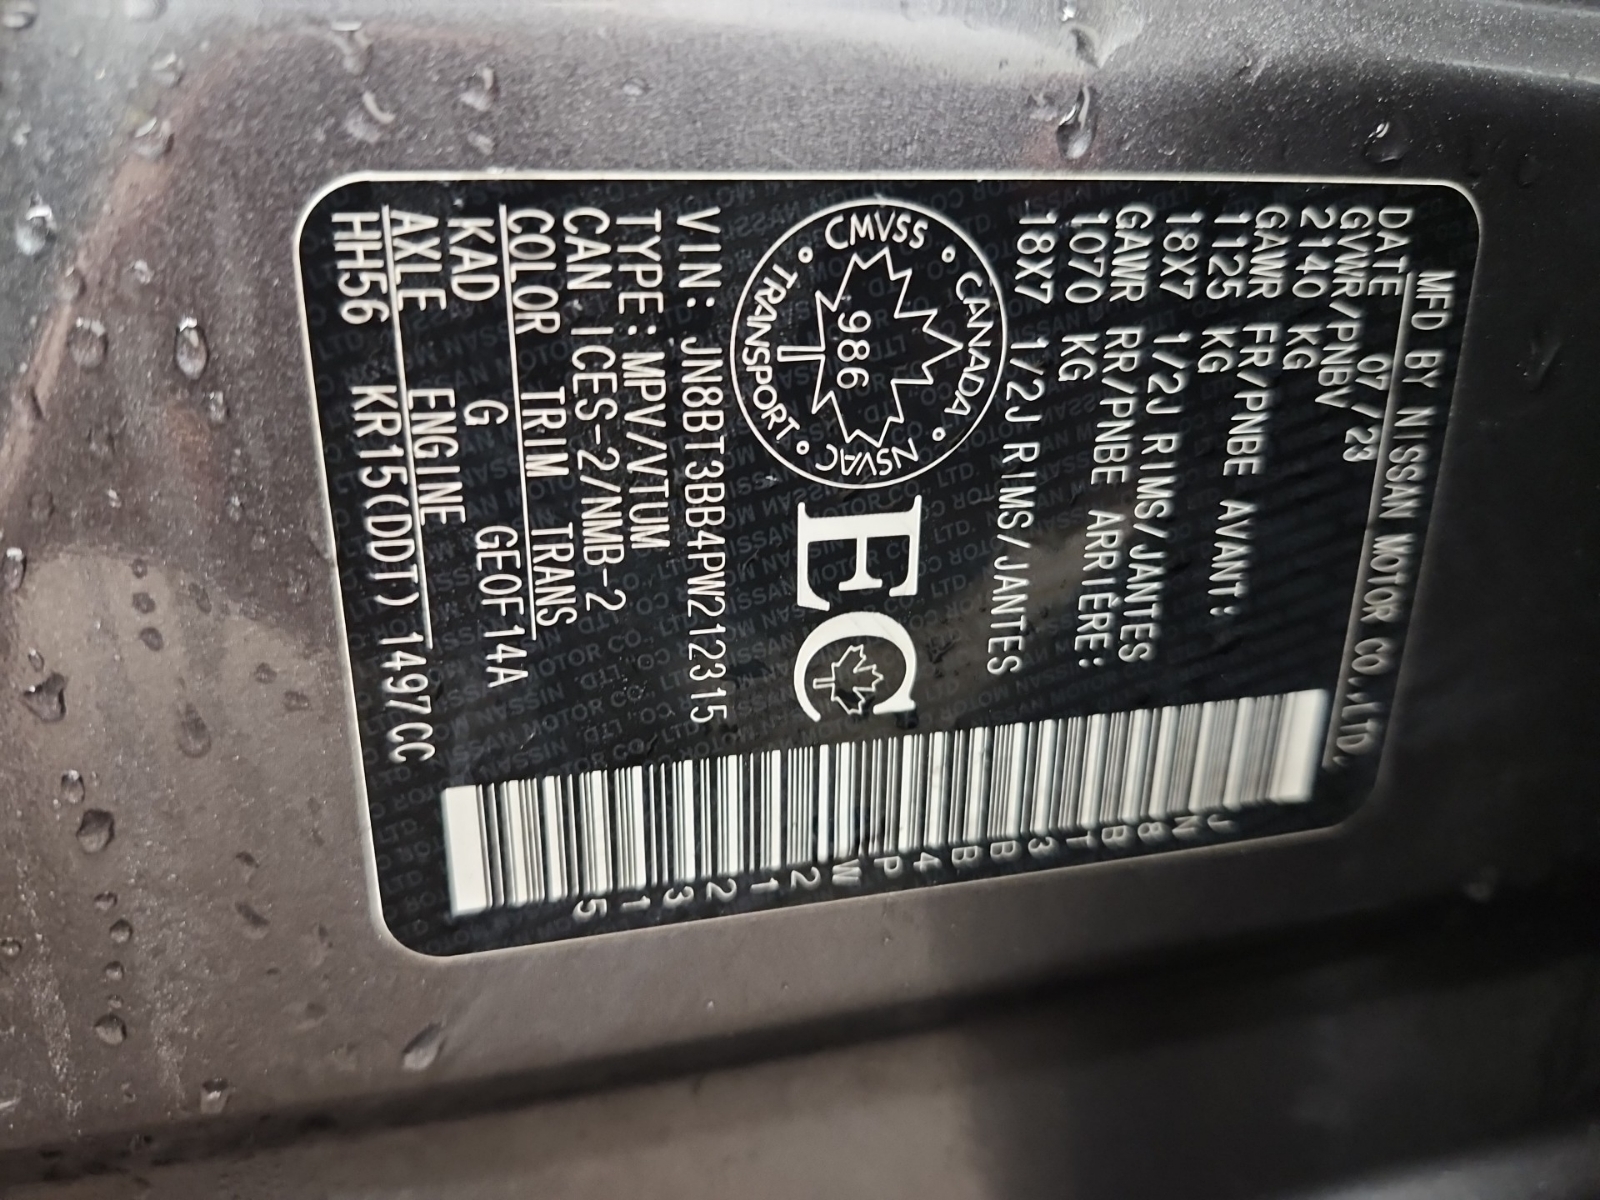 MFD BY NISSAN MOTOR CO.,LTD.
DATE 07/23
GVWR/PNBV
2140 KG
GAWR FR/PNBE AVANT:
1125 KG
18X7 1/2J RIMS/JANTES
GAWR RR/PNBE ARRIERE:
1070 KG
18X7 1/2J RIMS/JANTES
CMVSS • CANADA • NSVAC • TRANSPORT •
986
EC
VIN: JN8BT3BB4PW212315
TYPE:MPV/VTUM
CAN ICES-2/NMB-2
COLOR TRIM TRANS
KAD G GE0F14A
AXLE ENGINE
HH56 KR15(DDT) 1497CC
JN8BT3BB4PW212315